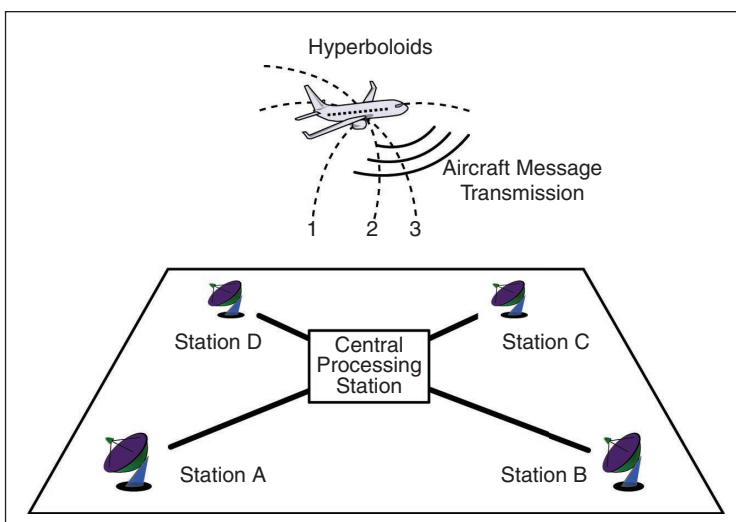 Hyperboloids
Aircraft Message
Transmission
1 2 3
Station D
Station C
Central
Processing
Station
Station A
Station B